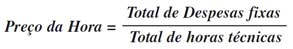 Preço da Hora = Total de Despesas fixas
Total de horas técnicas